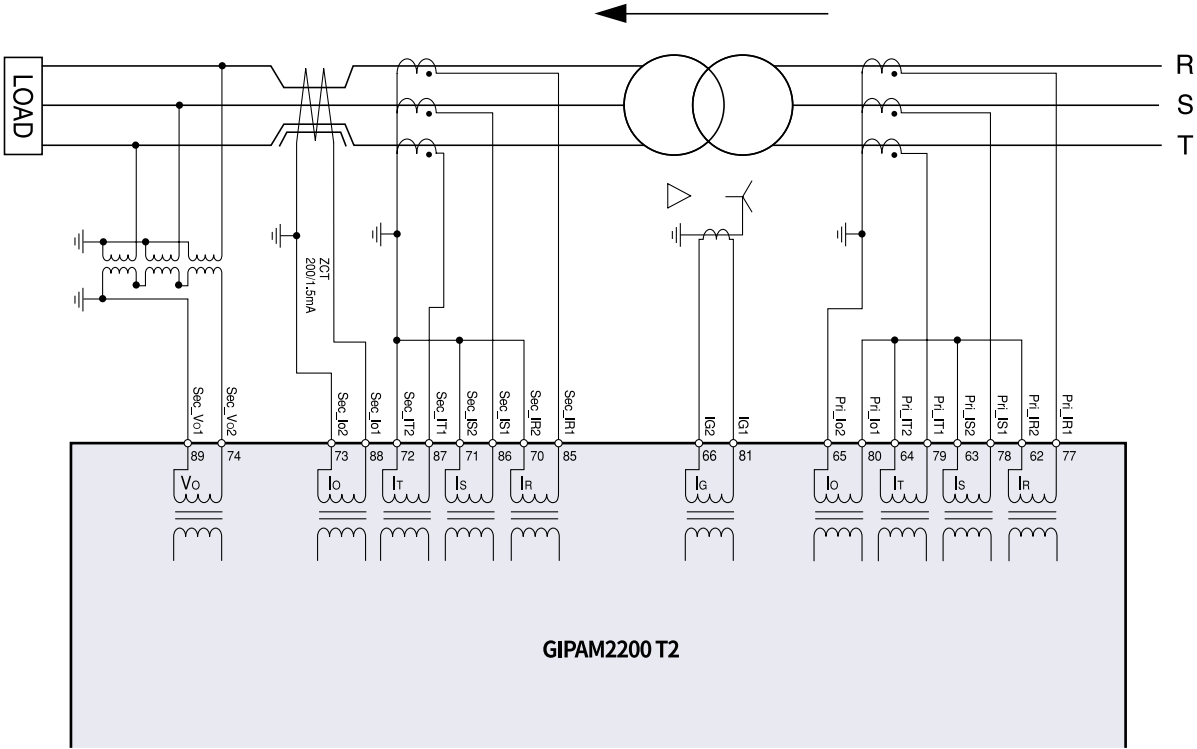 R
S
T
LOAD
ZCT
200/1.5mA
Sec_Vo1
Sec_Vo2
Sec_Io2
Sec_Io1
Sec_IT2
Sec_IT1
Sec_IS2
Sec_IS1
Sec_IR2
Sec_IR1
IG2
IG1
Pri_Io2
Pri_Io1
Pri_IT2
Pri_IT1
Pri_IS2
Pri_IS1
Pri_IR2
Pri_IR1
89 74 73 88 72 87 71 86 70 85 66 81 65 80 64 79 63 78 62 77
VO IO IT IS IR IG IO IT IS IR
GIPAM2200 T2